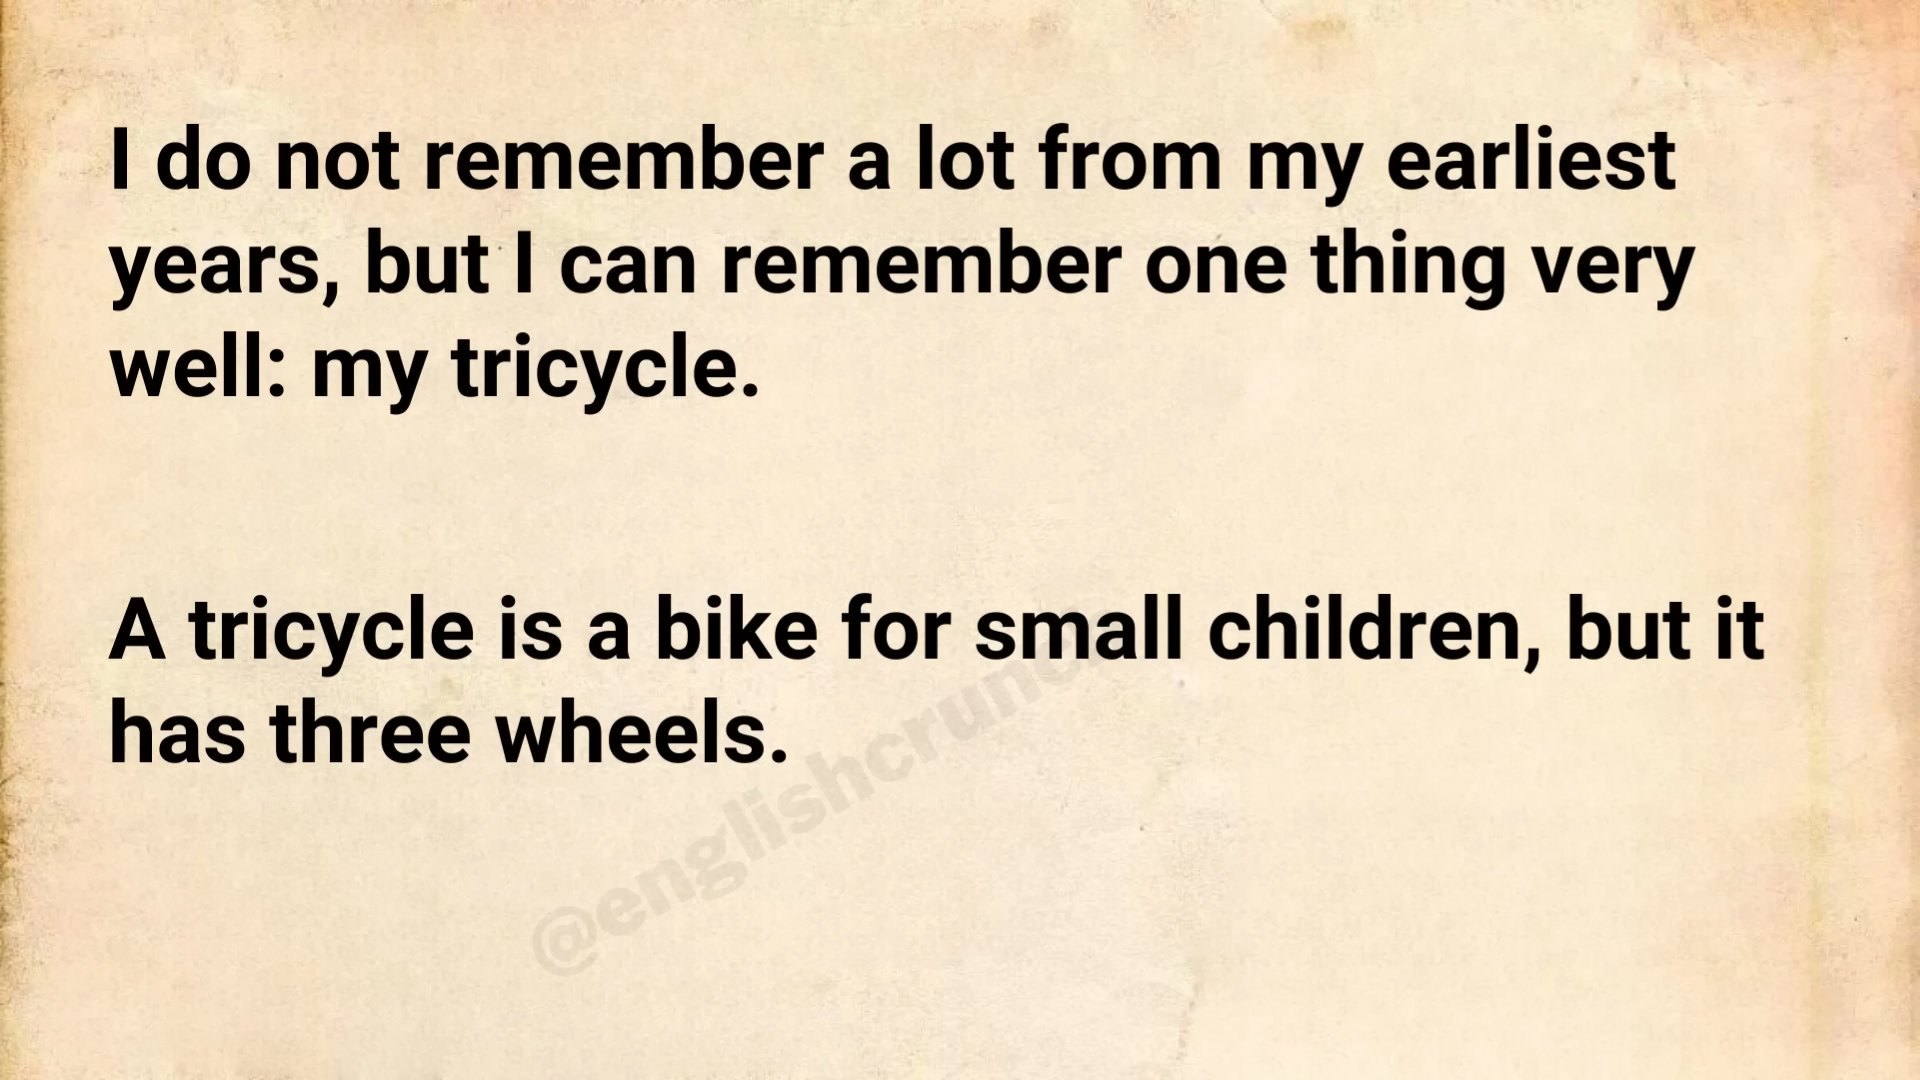 I do not remember a lot from my earliest
years, but I can remember one thing very
well: my tricycle.
A tricycle is a bike for small children, but it
has three wheels.